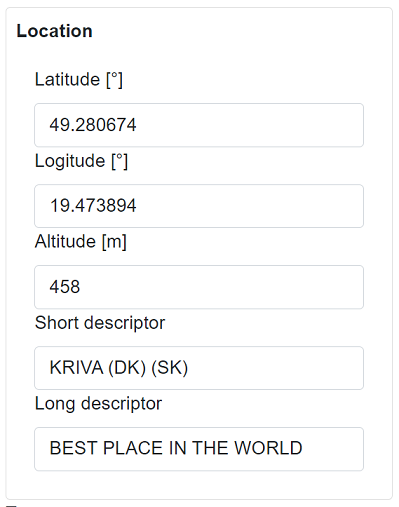 Location
Latitude [°]
49.280674
Logitude [°]
19.473894
Altitude [m]
458
Short descriptor
KRIVA (DK) (SK)
Long descriptor
BEST PLACE IN THE WORLD